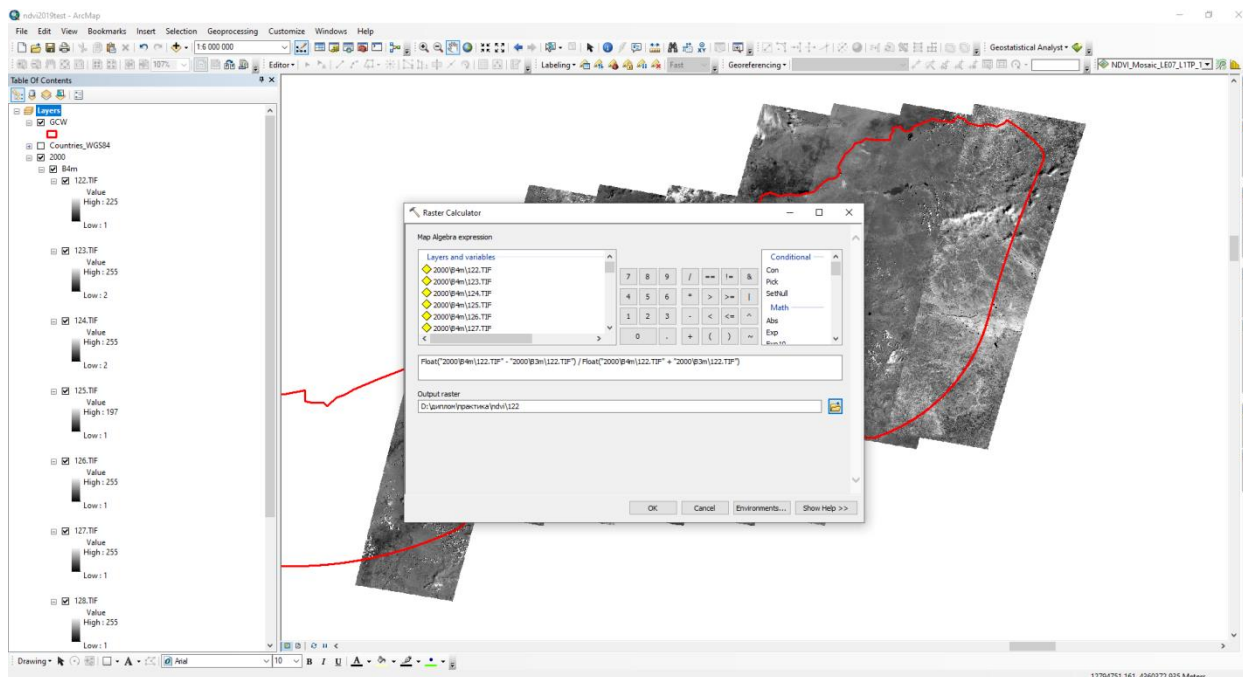 ndvi2019test - ArcMap
File Edit View Bookmarks Insert Selection Geoprocessing Customize Windows Help
1:6 000 000
Geostatistical Analyst
107%
Editor
Labeling
Fast
Georeferencing
NDVI_Mosaic_LE07_L1TP_1
Table Of Contents
Layers
GCW
Countries_WGS84
2000
B4m
122.TIF
Value
High : 225
Low : 1
123.TIF
Value
High : 255
Low : 2
124.TIF
Value
High : 255
Low : 2
125.TIF
Value
High : 197
Low : 1
126.TIF
Value
High : 255
Low : 1
127.TIF
Value
High : 255
Low : 1
128.TIF
Value
High : 255
Low : 1
Raster Calculator
Map Algebra expression
Layers and variables
2000\B4m\122.TIF
2000\B4m\123.TIF
2000\B4m\124.TIF
2000\B4m\125.TIF
2000\B4m\126.TIF
2000\B4m\127.TIF
7 8 9 / == != &
4 5 6 * > >= |
1 2 3 - < <= ^
0 . + ( ) ~
Conditional
Con
Pick
SetNull
Math
Abs
Exp
Exp10
Float("2000\B4m\122.TIF" - "2000\B3m\122.TIF") / Float("2000\B4m\122.TIF" + "2000\B3m\122.TIF")
Output raster
D:\диплом\практика\ndvi\122
OK Cancel Environments... Show Help >>
Drawing
Arial
10
B I U A
12794751,161 4360372,935 Meters